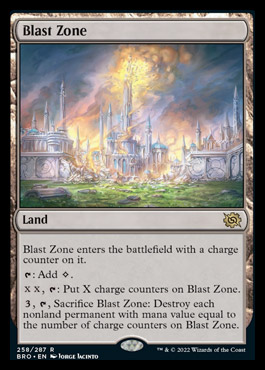 Blast Zone
Land
Blast Zone enters the battlefield with a charge
counter on it.
: Add .
X X, : Put X charge counters on Blast Zone.
3, , Sacrifice Blast Zone: Destroy each
nonland permanent with mana value equal to
the number of charge counters on Blast Zone.
258/287 R
BRO • EN Jorge Jacinto
™ & © 2022 Wizards of the Coast